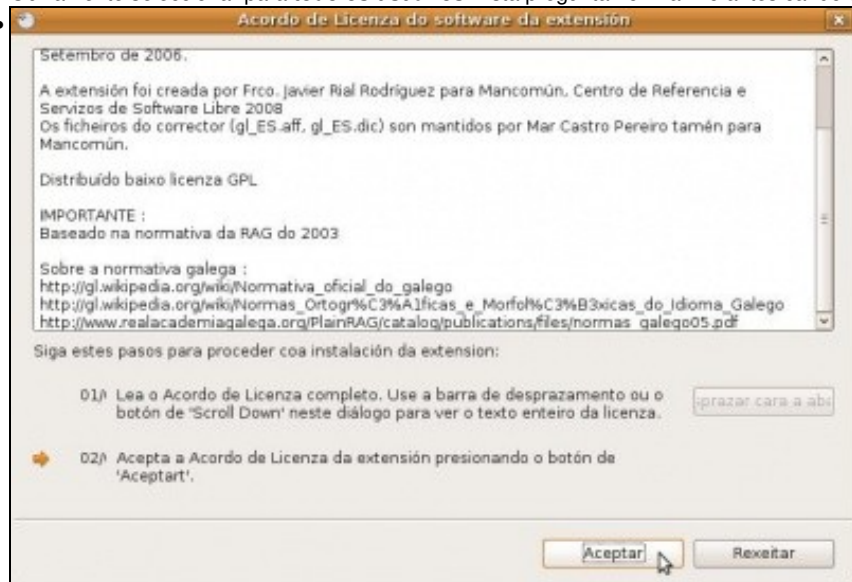 Acordo de Licenza do software da extensión
Setembro de 2006.
A extensión foi creada por Frco. Javier Rial Rodríguez para Mancomún, Centro de Referencia e
Servizos de Software Libre 2008
Os ficheiros do corrector (gl_ES.aff, gl_ES.dic) son mantidos por Mar Castro Pereiro tamén para
Mancomún.
Distribuído baixo licenza GPL
IMPORTANTE :
Baseado na normativa da RAG do 2003
Sobre a normativa galega :
http://gl.wikipedia.org/wiki/Normativa_oficial_do_galego
http://gl.wikipedia.org/wiki/Normas_Ortogr%C3%A1ficas_e_Morfol%C3%B3xicas_do_Idioma_Galego
http://www.realacademiagalega.org/PlainRAG/catalog/publications/files/normas_galego05.pdf
Siga estes pasos para proceder coa instalación da extension:
01/ Lea o Acordo de Licenza completo. Use a barra de desprazamento ou o
botón de 'Scroll Down' neste diálogo para ver o texto enteiro da licenza.
sprazar cara a aba
02/ Acepta a Acordo de Licenza da extensión presionando o botón de
'Aceptart'.
Aceptar
Rexeitar